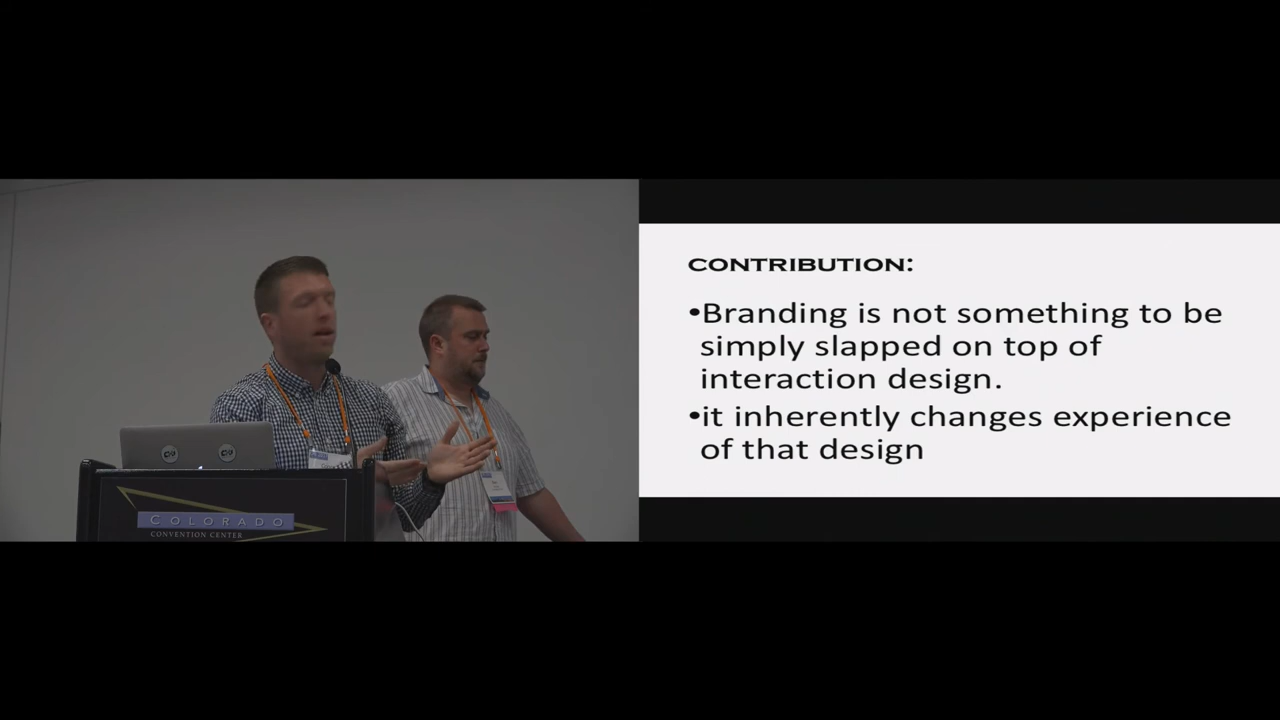 CONTRIBUTION:
•Branding is not something to be
simply slapped on top of
interaction design.
•it inherently changes experience
of that design
COLORADO
CONVENTION CENTER